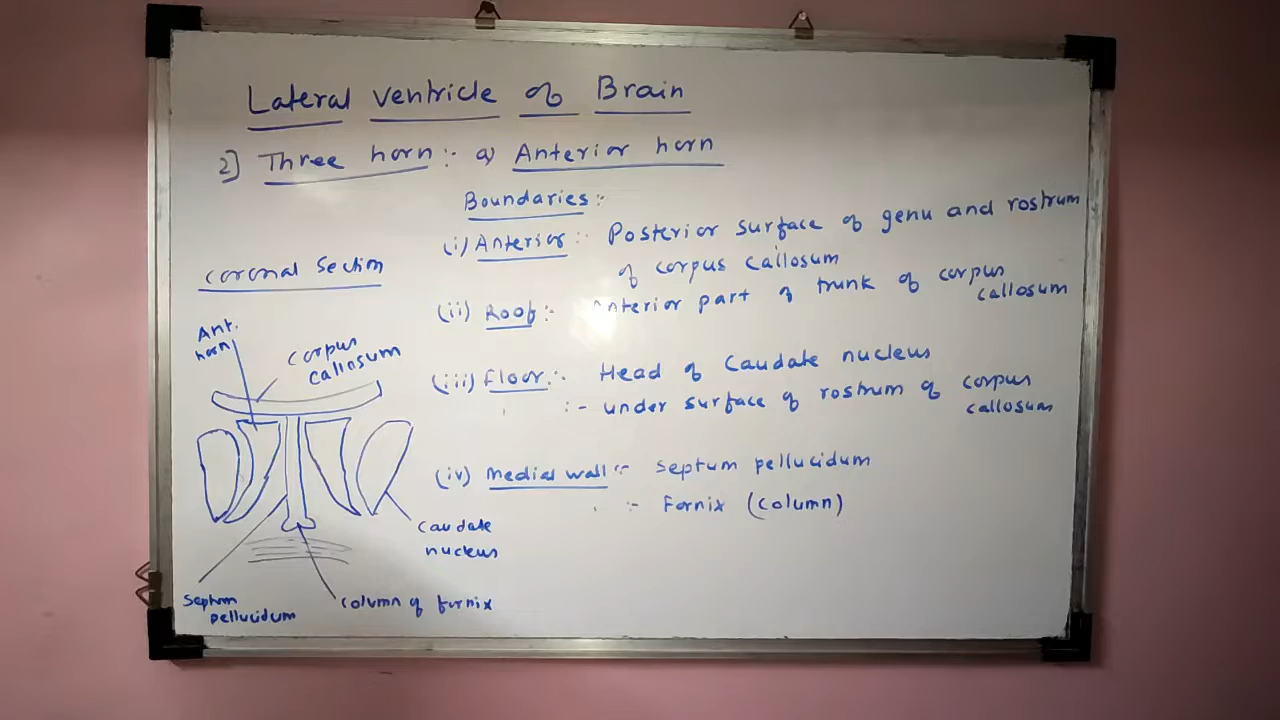 Lateral ventricle of Brain
2] Three horn :- a) Anterior horn
Boundaries :-
(i) Anterior :- Posterior surface of genu and rostrum
of corpus callosum
(ii) Roof :- Anterior part of trunk of corpus
callosum
(iii) Floor :- Head of Caudate nucleus
:- under surface of rostrum of corpus
callosum
(iv) Medial wall :- Septum pellucidum
:- Fornix (column)
coronal section
Ant.
horn
corpus
callosum
caudate
nucleus
septum
pellucidum
column of fornix